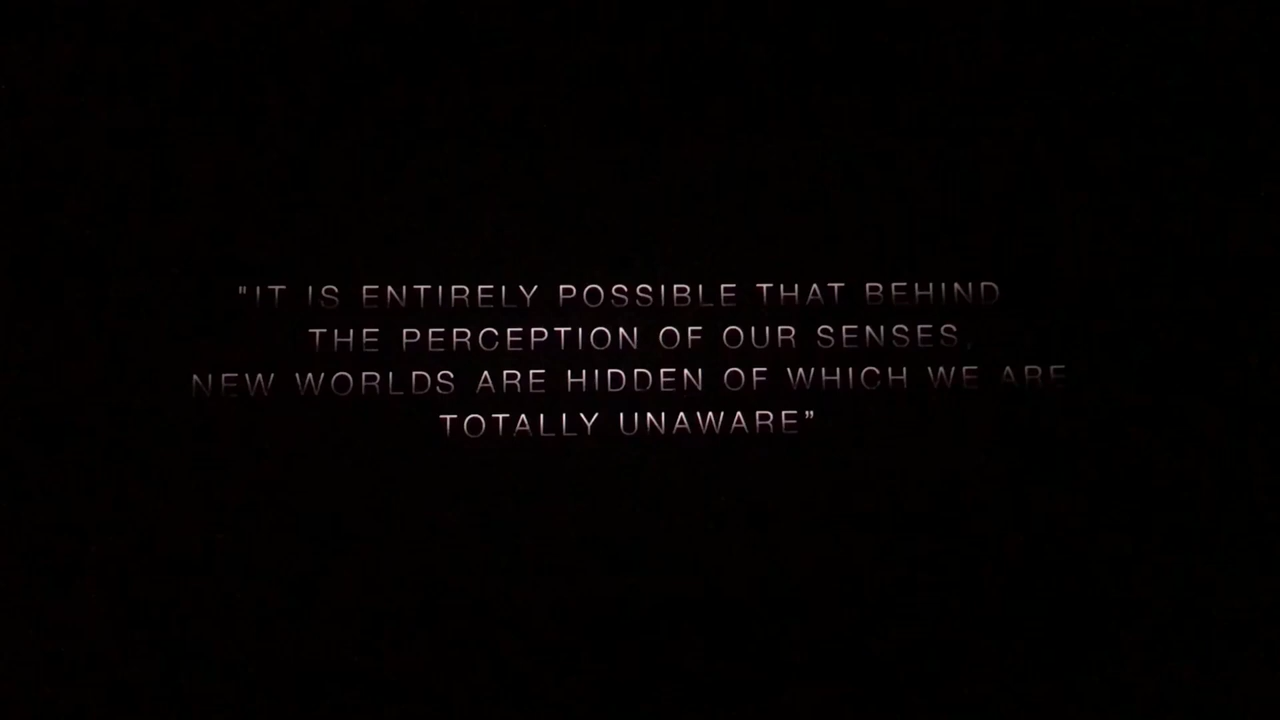 "IT IS ENTIRELY POSSIBLE THAT BEHIND
THE PERCEPTION OF OUR SENSES,
NEW WORLDS ARE HIDDEN OF WHICH WE ARE
TOTALLY UNAWARE”